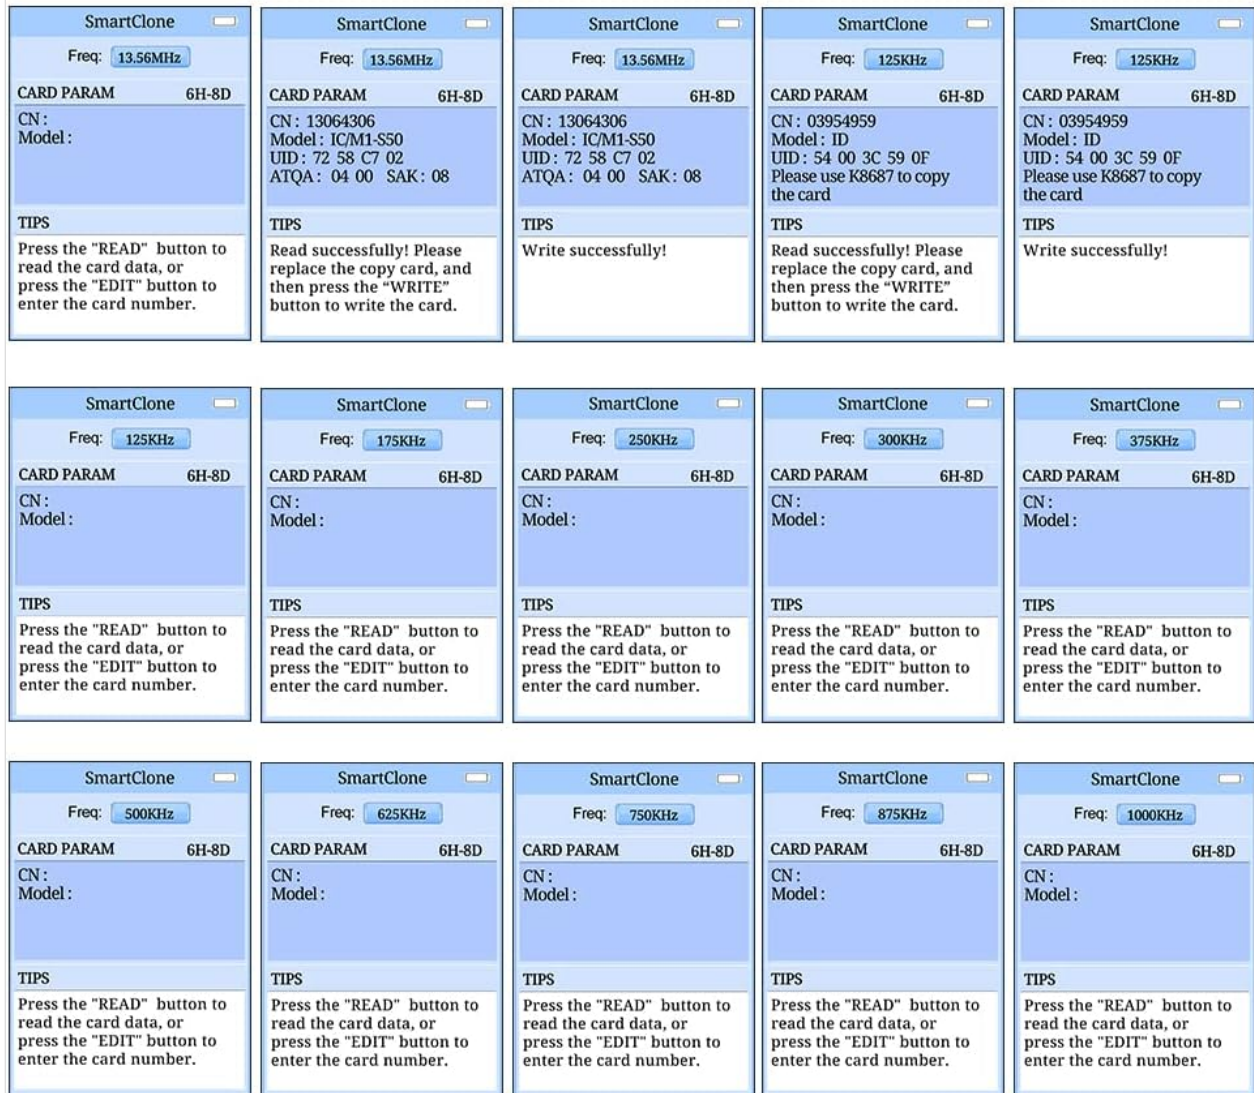 SmartClone
Freq: 13.56MHz
CARD PARAM 6H-8D
CN :
Model :
TIPS
Press the "READ" button to
read the card data, or
press the "EDIT" button to
enter the card number.
SmartClone
Freq: 13.56MHz
CARD PARAM 6H-8D
CN : 13064306
Model : IC/M1-S50
UID : 72 58 C7 02
ATQA : 04 00 SAK : 08
TIPS
Read successfully! Please
replace the copy card, and
then press the “WRITE”
button to write the card.
SmartClone
Freq: 13.56MHz
CARD PARAM 6H-8D
CN : 13064306
Model : IC/M1-S50
UID : 72 58 C7 02
ATQA : 04 00 SAK : 08
TIPS
Write successfully!
SmartClone
Freq: 125KHz
CARD PARAM 6H-8D
CN : 03954959
Model : ID
UID : 54 00 3C 59 0F
Please use K8687 to copy
the card
TIPS
Read successfully! Please
replace the copy card, and
then press the “WRITE”
button to write the card.
SmartClone
Freq: 125KHz
CARD PARAM 6H-8D
CN : 03954959
Model : ID
UID : 54 00 3C 59 0F
Please use K8687 to copy
the card
TIPS
Write successfully!
SmartClone
Freq: 125KHz
CARD PARAM 6H-8D
CN :
Model :
TIPS
Press the "READ" button to
read the card data, or
press the "EDIT" button to
enter the card number.
SmartClone
Freq: 175KHz
CARD PARAM 6H-8D
CN :
Model :
TIPS
Press the "READ" button to
read the card data, or
press the "EDIT" button to
enter the card number.
SmartClone
Freq: 250KHz
CARD PARAM 6H-8D
CN :
Model :
TIPS
Press the "READ" button to
read the card data, or
press the "EDIT" button to
enter the card number.
SmartClone
Freq: 300KHz
CARD PARAM 6H-8D
CN :
Model :
TIPS
Press the "READ" button to
read the card data, or
press the "EDIT" button to
enter the card number.
SmartClone
Freq: 375KHz
CARD PARAM 6H-8D
CN :
Model :
TIPS
Press the "READ" button to
read the card data, or
press the "EDIT" button to
enter the card number.
SmartClone
Freq: 500KHz
CARD PARAM 6H-8D
CN :
Model :
TIPS
Press the "READ" button to
read the card data, or
press the "EDIT" button to
enter the card number.
SmartClone
Freq: 625KHz
CARD PARAM 6H-8D
CN :
Model :
TIPS
Press the "READ" button to
read the card data, or
press the "EDIT" button to
enter the card number.
SmartClone
Freq: 750KHz
CARD PARAM 6H-8D
CN :
Model :
TIPS
Press the "READ" button to
read the card data, or
press the "EDIT" button to
enter the card number.
SmartClone
Freq: 875KHz
CARD PARAM 6H-8D
CN :
Model :
TIPS
Press the "READ" button to
read the card data, or
press the "EDIT" button to
enter the card number.
SmartClone
Freq: 1000KHz
CARD PARAM 6H-8D
CN :
Model :
TIPS
Press the "READ" button to
read the card data, or
press the "EDIT" button to
enter the card number.